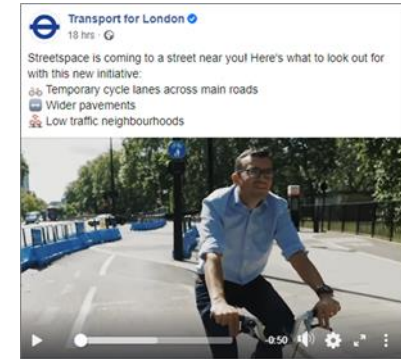 Transport for London
18 hrs ·
Streetspace is coming to a street near you! Here's what to look out for
with this new initiative:
Temporary cycle lanes across main roads
Wider pavements
Low traffic neighbourhoods
-0:50